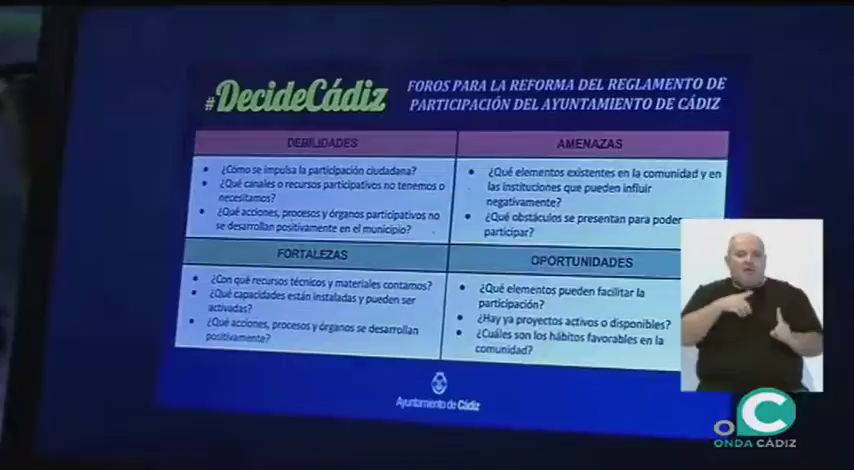 #DecideCádiz
FOROS PARA LA REFORMA DEL REGLAMENTO DE
PARTICIPACIÓN DEL AYUNTAMIENTO DE CÁDIZ
DEBILIDADES
• ¿Cómo se impulsa la participación ciudadana?
• ¿Qué canales o recursos participativos no tenemos o
necesitamos?
• ¿Qué acciones, procesos y órganos participativos no
se desarrollan positivamente en el municipio?
AMENAZAS
• ¿Qué elementos existentes en la comunidad y en
las instituciones que pueden influir
negativamente?
• ¿Qué obstáculos se presentan para poder
participar?
FORTALEZAS
• ¿Con qué recursos técnicos y materiales contamos?
• ¿Qué capacidades están instaladas y pueden ser
activadas?
• ¿Qué acciones, procesos y órganos se desarrollan
positivamente?
OPORTUNIDADES
• ¿Qué elementos pueden facilitar la
participación?
• ¿Hay ya proyectos activos o disponibles?
• ¿Cuáles son los hábitos favorables en la
comunidad?
Ayuntamiento de Cádiz
OC
ONDA CÁDIZ